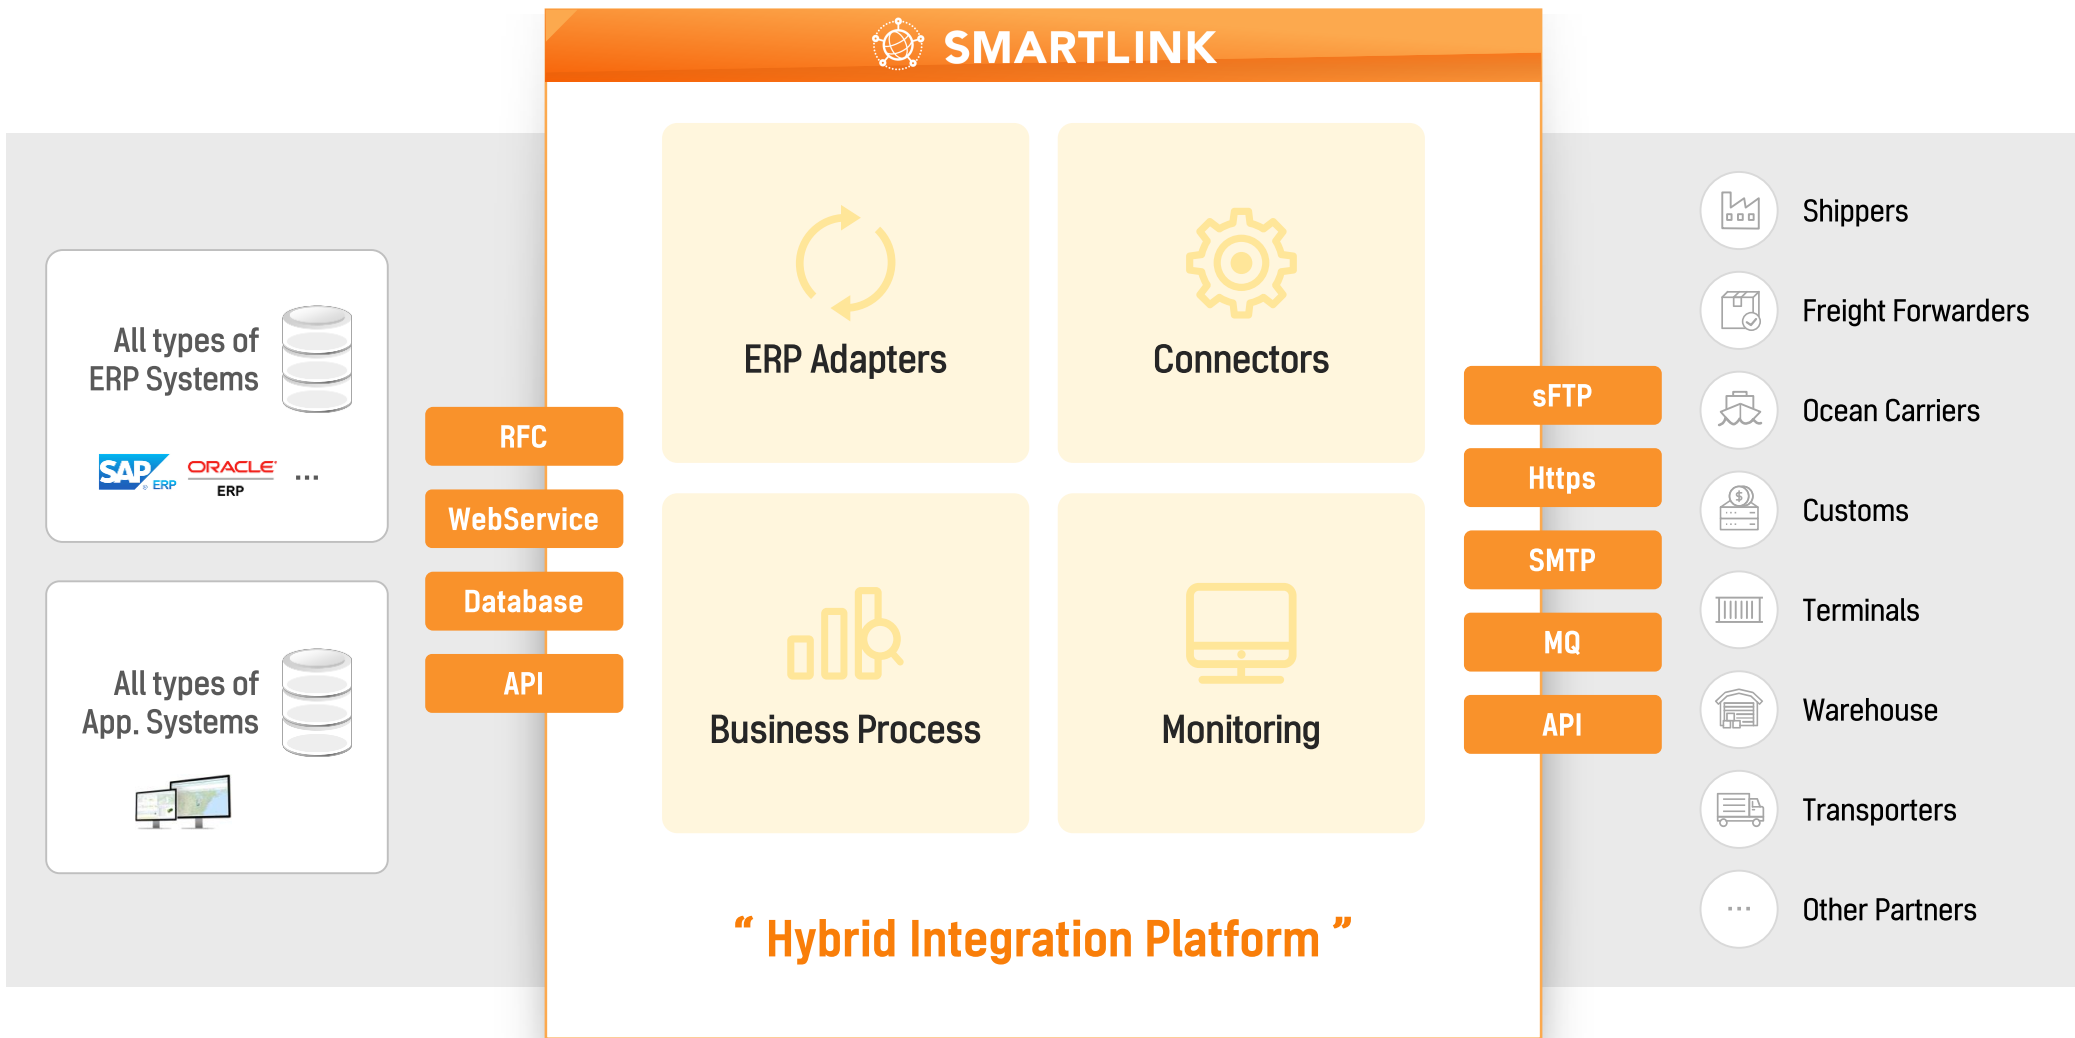 SMARTLINK
All types of
ERP Systems
SAP ® ERP
ORACLE
ERP
...
All types of
App. Systems
RFC
WebService
Database
API
ERP Adapters
Connectors
Business Process
Monitoring
“ Hybrid Integration Platform ”
sFTP
Https
SMTP
MQ
API
Shippers
Freight Forwarders
Ocean Carriers
$
Customs
Terminals
Warehouse
Transporters
... Other Partners